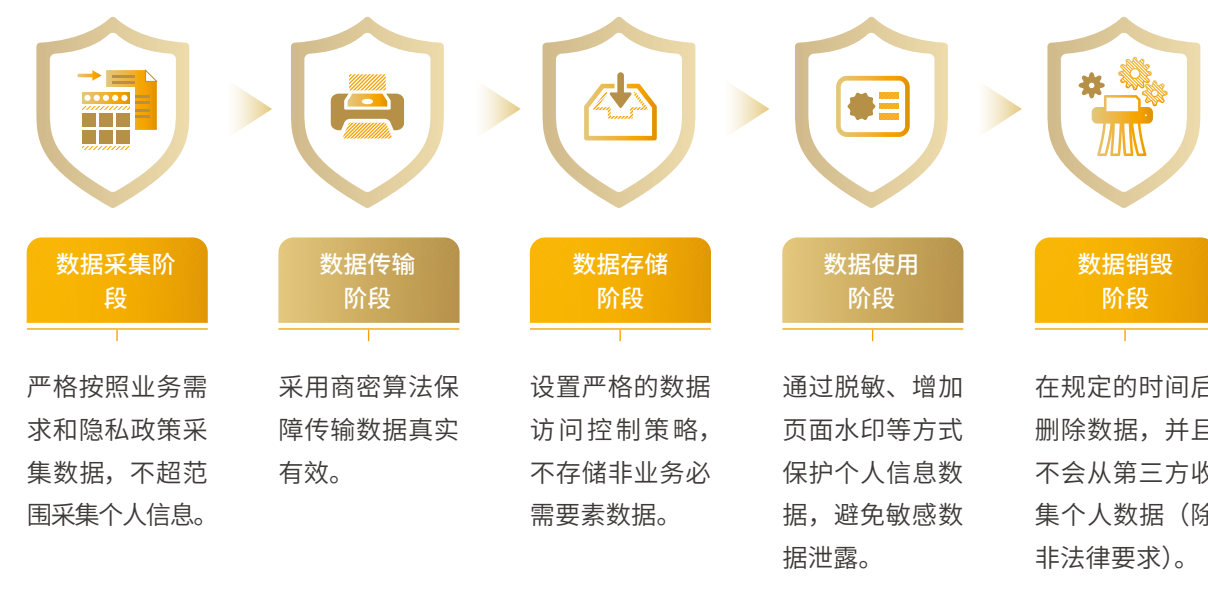 数据采集阶
段
严格按照业务需
求和隐私政策采
集数据，不超范
围采集个人信息。
数据传输
阶段
采用商密算法保
障传输数据真实
有效。
数据存储
阶段
设置严格的数据
访问控制策略，
不存储非业务必
需要素数据。
数据使用
阶段
通过脱敏、增加
页面水印等方式
保护个人信息数
据，避免敏感数
据泄露。
数据销毁
阶段
在规定的时间后
删除数据，并且
不会从第三方收
集个人数据（除
非法律要求）。